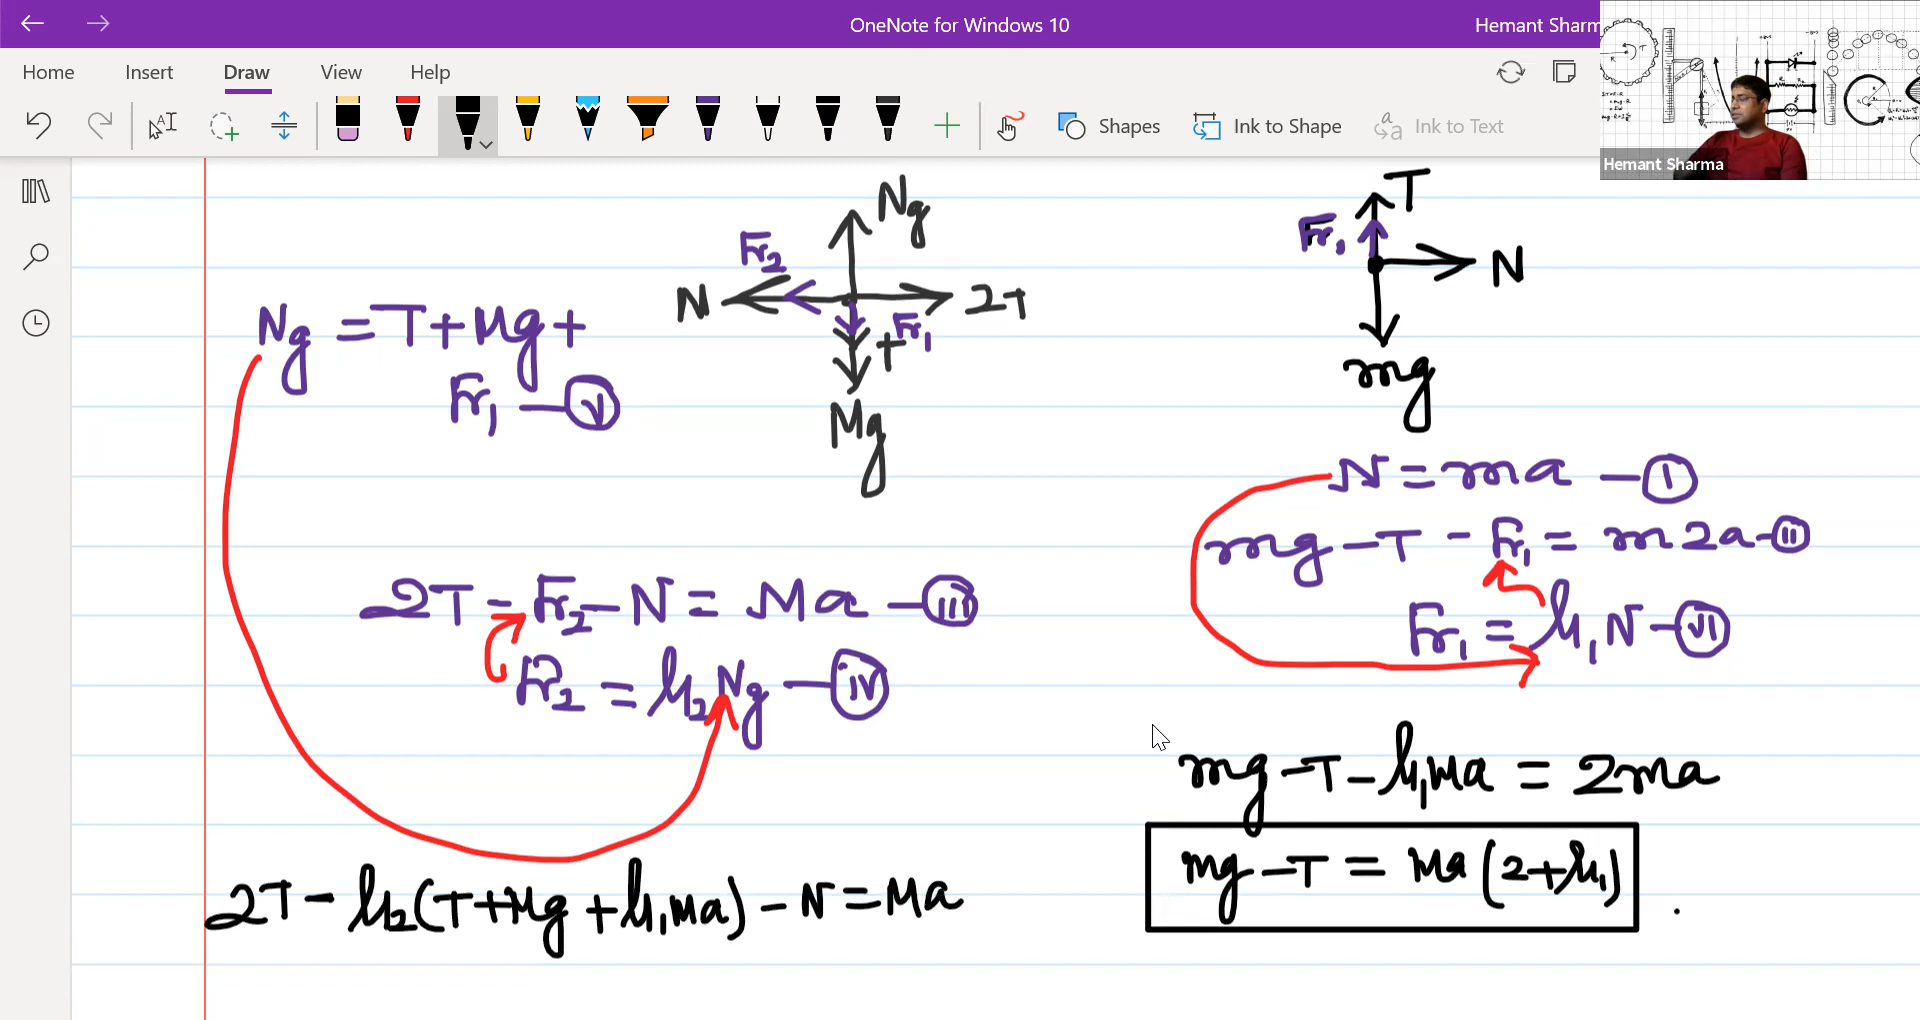 OneNote for Windows 10
Hemant Sharm
Home Insert Draw View Help
Shapes Ink to Shape Ink to Text
Hemant Sharma
Ng
Fr₂
N
2T
Fr₁
+
Mg
T
Fr₁
N
mg
Ng = T + Mg +
Fr₁ — (v)
N = ma — (i)
mg - T - Fr₁ = m2a - (ii)
2T - Fr₂ - N = Ma — (iii)
Fr₁ = μ₁N - (vi)
Fr₂ = μ₂Ng — (iv)
mg - T - μ₁ma = 2ma
mg - T = ma (2+μ₁)
2T - μ₂(T+Mg+μ₁ma) - N = Ma